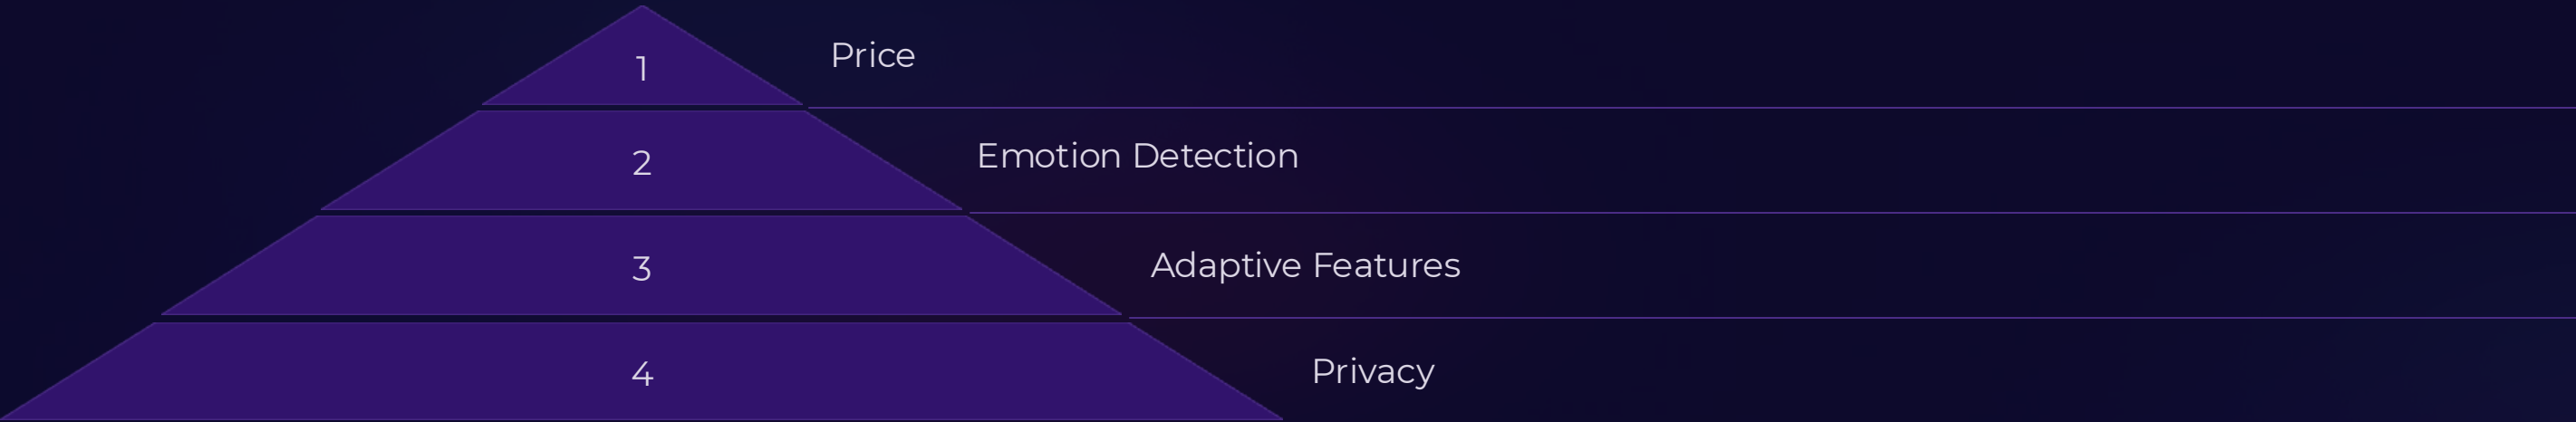 1
Price
2
Emotion Detection
3
Adaptive Features
4
Privacy